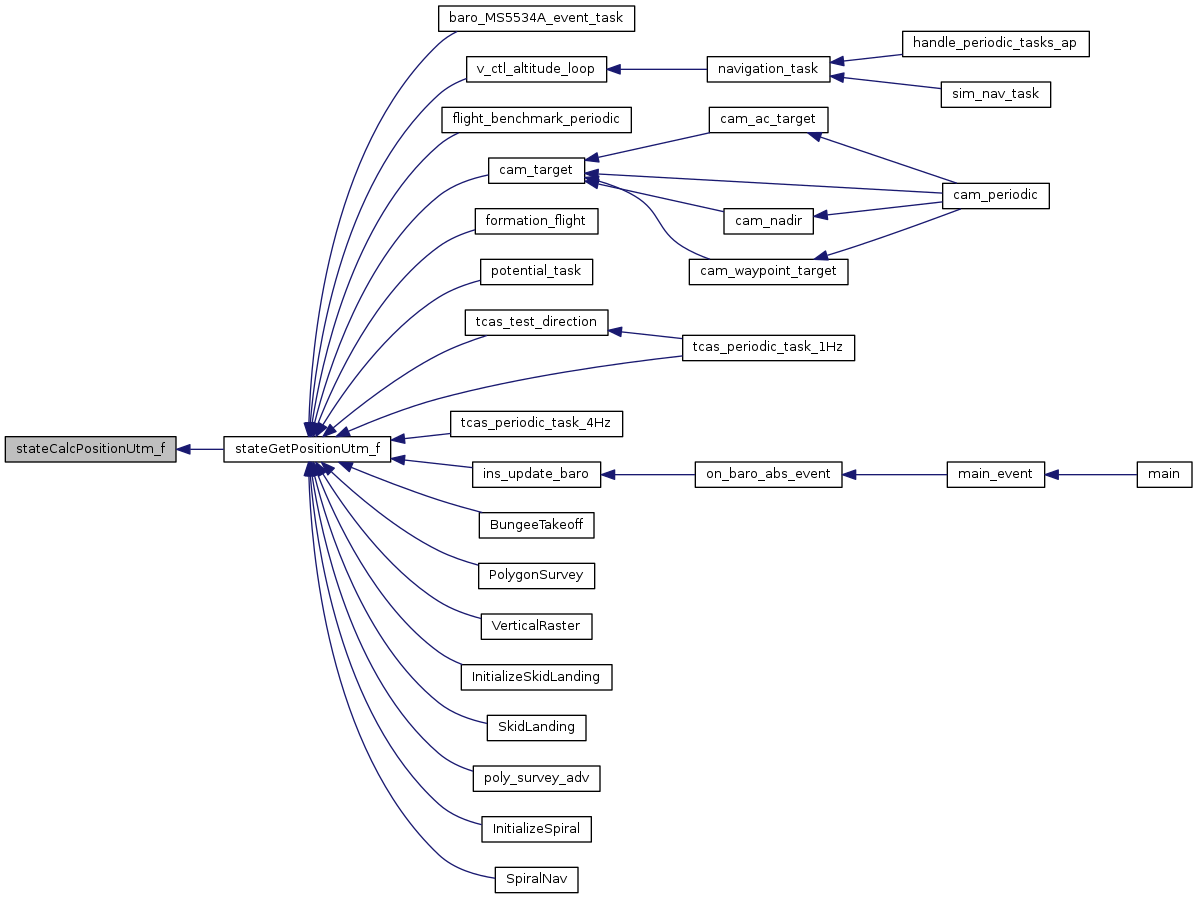 baro_MS5534A_event_task
handle_periodic_tasks_ap
v_ctl_altitude_loop
navigation_task
sim_nav_task
flight_benchmark_periodic
cam_ac_target
cam_target
cam_periodic
formation_flight
cam_nadir
potential_task
cam_waypoint_target
tcas_test_direction
tcas_periodic_task_1Hz
tcas_periodic_task_4Hz
stateCalcPositionUtm_f
stateGetPositionUtm_f
ins_update_baro
on_baro_abs_event
main_event
main
BungeeTakeoff
PolygonSurvey
VerticalRaster
InitializeSkidLanding
SkidLanding
poly_survey_adv
InitializeSpiral
SpiralNav